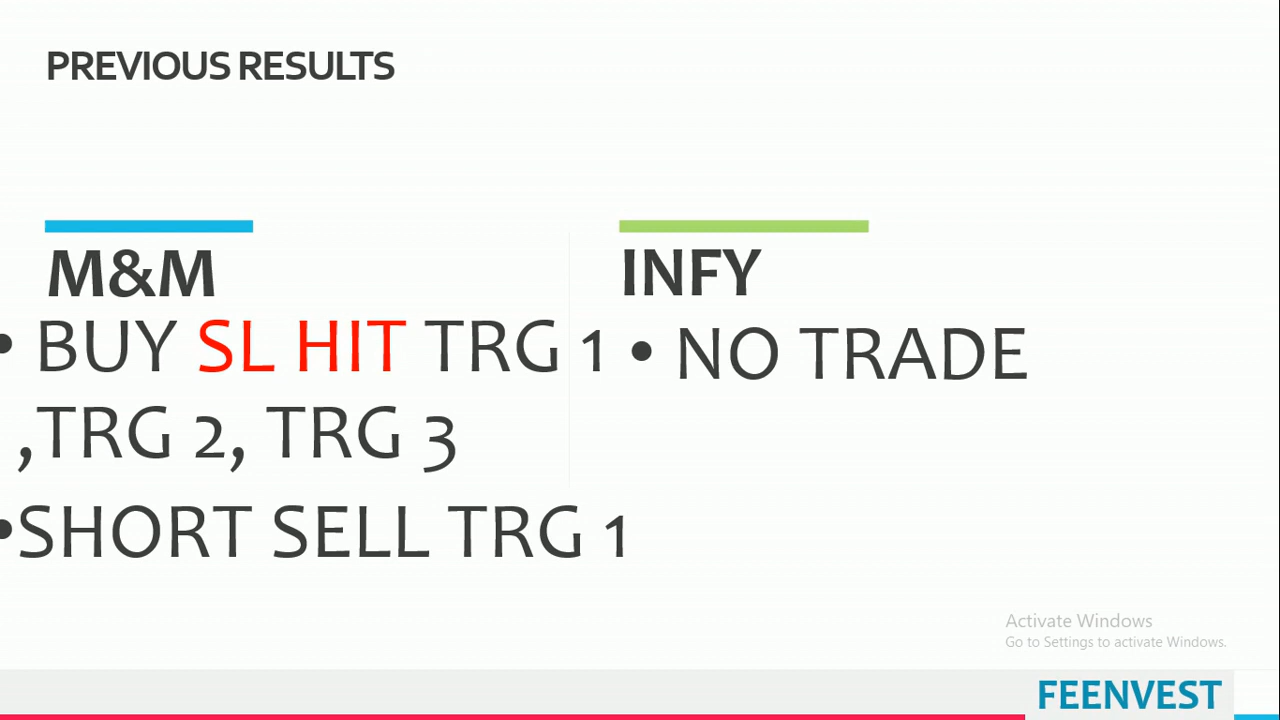 PREVIOUS RESULTS
M&M
• BUY SL HIT TRG 1
,TRG 2, TRG 3
•SHORT SELL TRG 1
INFY
• NO TRADE
Activate Windows
Go to Settings to activate Windows.
FEENVEST